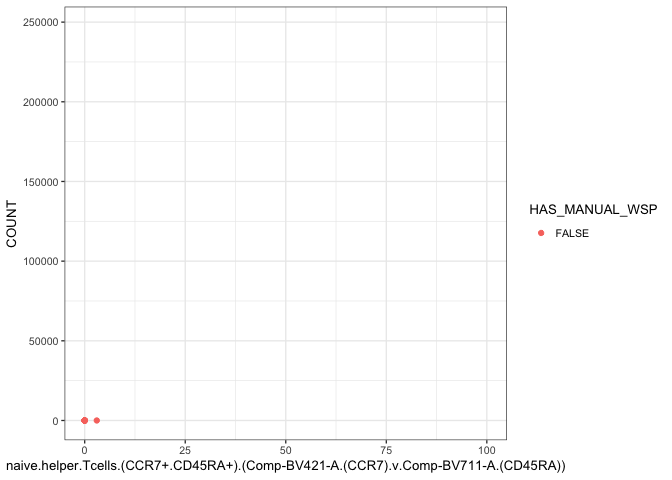 250000
200000
150000
100000
50000
0
COUNT
0 25 50 75 100
naive.helper.Tcells.(CCR7+.CD45RA+).(Comp-BV421-A.(CCR7).v.Comp-BV711-A.(CD45RA))
HAS_MANUAL_WSP
FALSE